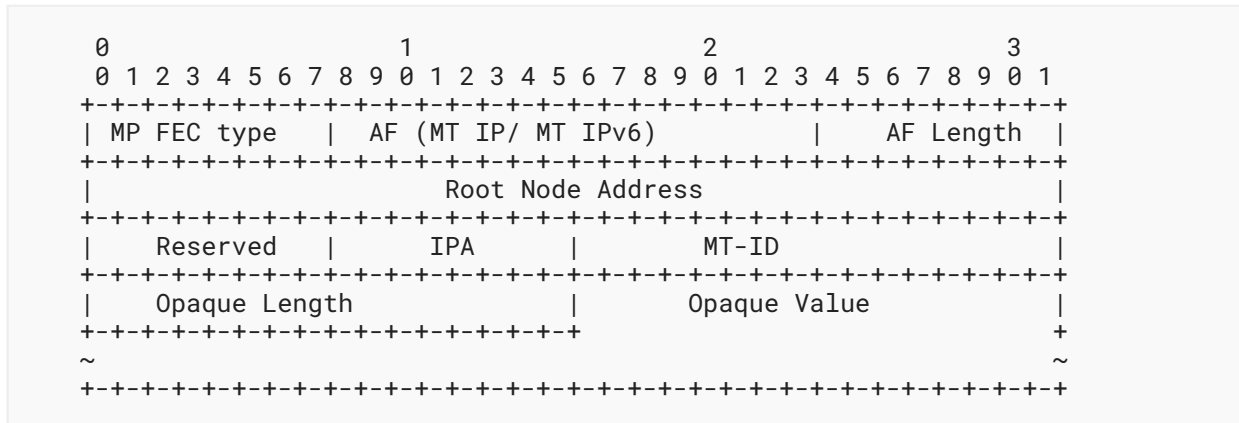 0                   1                   2                   3
 0 1 2 3 4 5 6 7 8 9 0 1 2 3 4 5 6 7 8 9 0 1 2 3 4 5 6 7 8 9 0 1
+-+-+-+-+-+-+-+-+-+-+-+-+-+-+-+-+-+-+-+-+-+-+-+-+-+-+-+-+-+-+-+-+
| MP FEC type   |  AF (MT IP/ MT IPv6)          |    AF Length  |
+-+-+-+-+-+-+-+-+-+-+-+-+-+-+-+-+-+-+-+-+-+-+-+-+-+-+-+-+-+-+-+-+
|                       Root Node Address                       |
+-+-+-+-+-+-+-+-+-+-+-+-+-+-+-+-+-+-+-+-+-+-+-+-+-+-+-+-+-+-+-+-+
|    Reserved   |      IPA      |        MT-ID                  |
+-+-+-+-+-+-+-+-+-+-+-+-+-+-+-+-+-+-+-+-+-+-+-+-+-+-+-+-+-+-+-+-+
|    Opaque Length              |       Opaque Value            |
+-+-+-+-+-+-+-+-+-+-+-+-+-+-+-+-+                               +
~                                                               ~
+-+-+-+-+-+-+-+-+-+-+-+-+-+-+-+-+-+-+-+-+-+-+-+-+-+-+-+-+-+-+-+-+